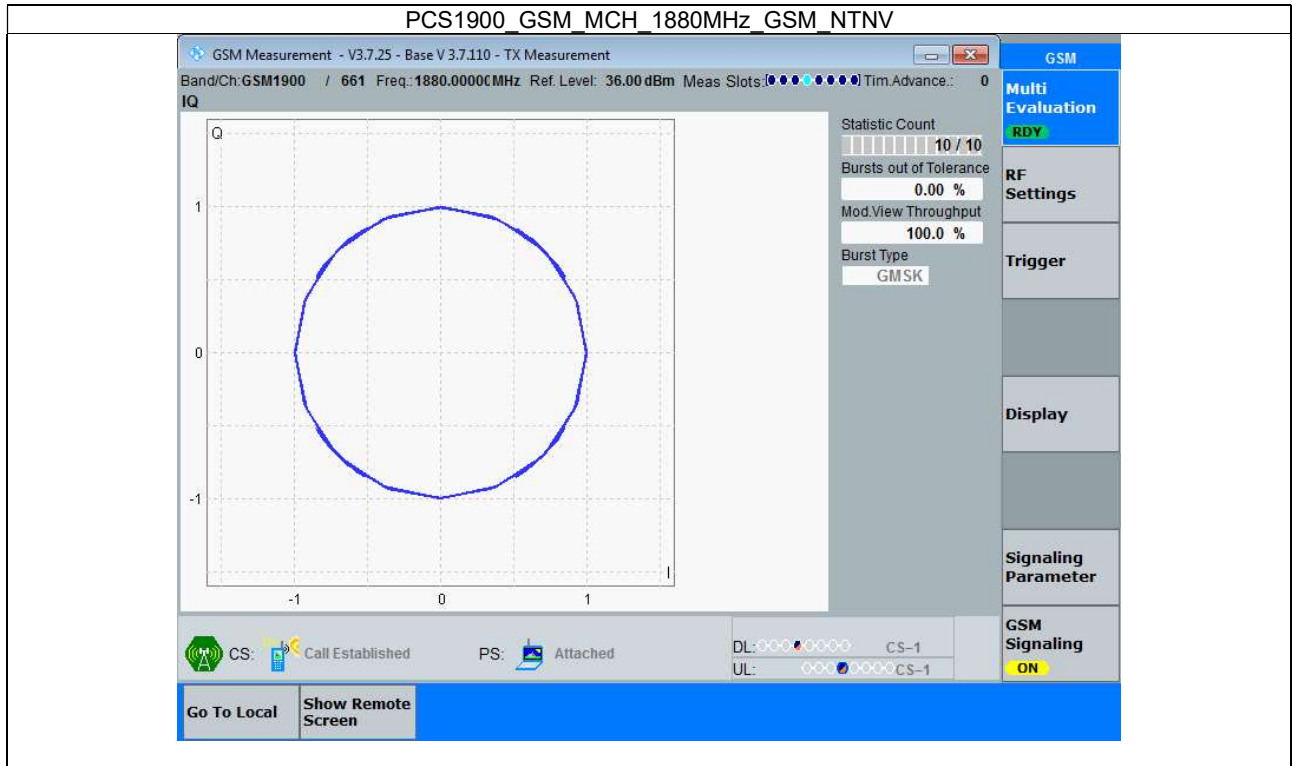 PCS1900_GSM_MCH_1880MHz_GSM_NTNV
GSM Measurement - V3.7.25 - Base V 3.7.110 - TX Measurement
GSM
Band/Ch:GSM1900 / 661 Freq.:1880.00000 MHz Ref. Level: 36.00 dBm Meas Slots: Tim.Advance.: 0
IQ
Multi
Evaluation
RDY
Q
Statistic Count
10 / 10
Bursts out of Tolerance
0.00 %
Mod.View Throughput
100.0 %
Burst Type
GMSK
RF
Settings
Trigger
Display
Signaling
Parameter
GSM
Signaling
ON
1
0
-1
I
-1 0 1
CS: Call Established PS: Attached
DL: CS-1
UL: CS-1
Go To Local
Show Remote
Screen